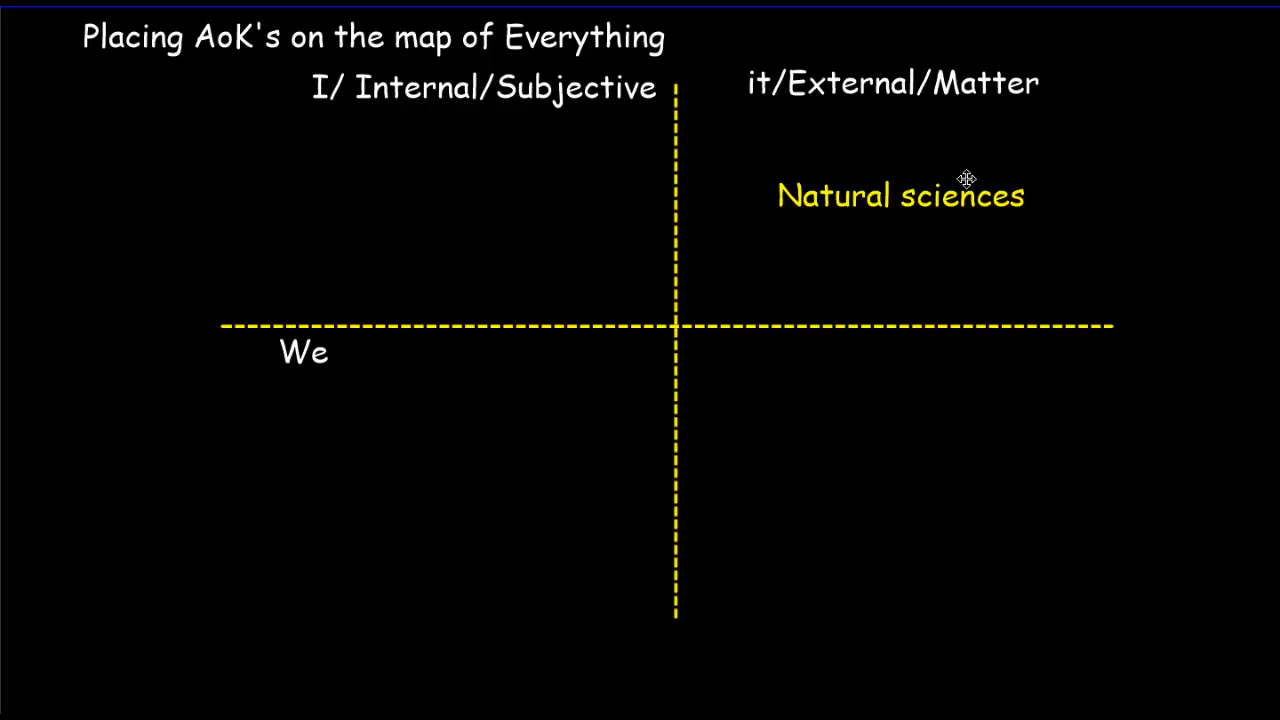 Placing AoK's on the map of Everything
I/ Internal/Subjective
it/External/Matter
Natural sciences
We